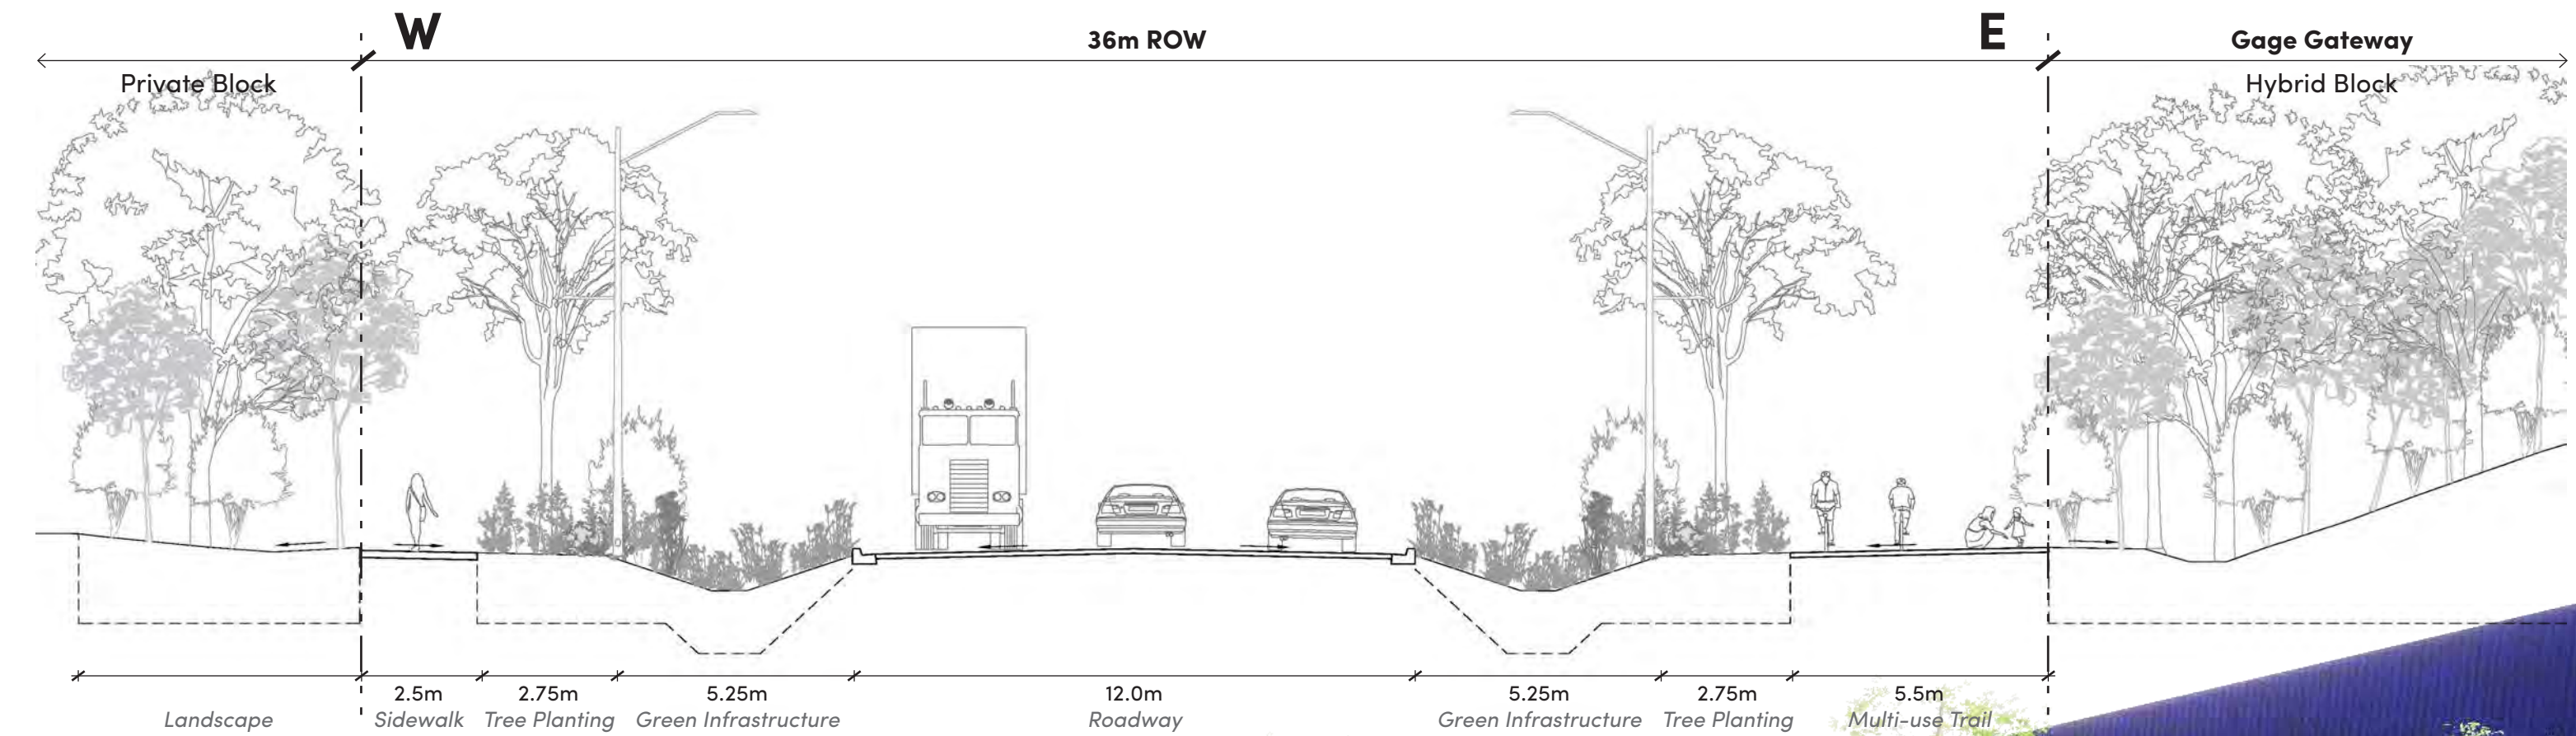 W
36m ROW
E
Gage Gateway
Private Block
Hybrid Block
2.5m
2.75m
5.25m
12.0m
5.25m
2.75m
5.5m
Landscape
Sidewalk
Tree Planting
Green Infrastructure
Roadway
Green Infrastructure
Tree Planting
Multi-use Trail